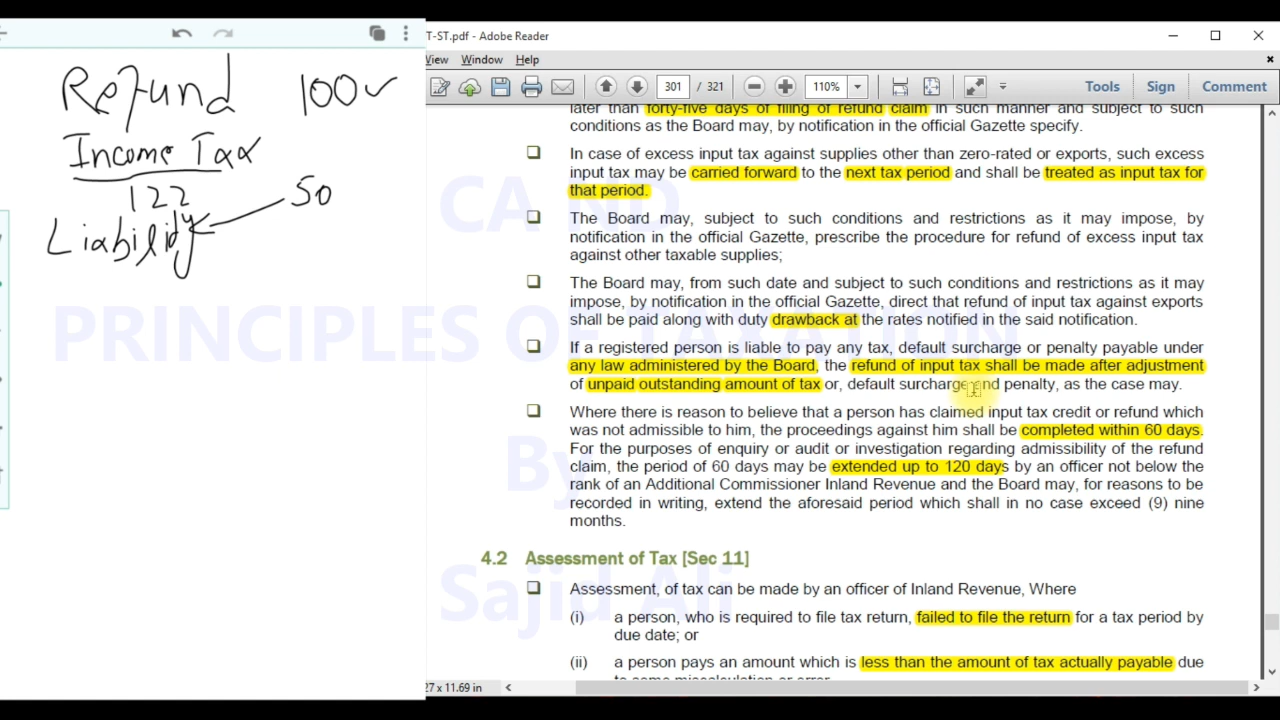 Refund 100
Income Tax
122
Liability 50
T-ST.pdf - Adobe Reader
View Window Help
301 / 321 110% Tools Sign Comment
later than forty-five days of filing of refund claim in such manner and subject to such
conditions as the Board may, by notification in the official Gazette specify.
In case of excess input tax against supplies other than zero-rated or exports, such excess
input tax may be carried forward to the next tax period and shall be treated as input tax for
that period.
The Board may, subject to such conditions and restrictions as it may impose, by
notification in the official Gazette, prescribe the procedure for refund of excess input tax
against other taxable supplies;
The Board may, from such date and subject to such conditions and restrictions as it may
impose, by notification in the official Gazette, direct that refund of input tax against exports
shall be paid along with duty drawback at the rates notified in the said notification.
If a registered person is liable to pay any tax, default surcharge or penalty payable under
any law administered by the Board, the refund of input tax shall be made after adjustment
of unpaid outstanding amount of tax or, default surcharge and penalty, as the case may.
Where there is reason to believe that a person has claimed input tax credit or refund which
was not admissible to him, the proceedings against him shall be completed within 60 days.
For the purposes of enquiry or audit or investigation regarding admissibility of the refund
claim, the period of 60 days may be extended up to 120 days by an officer not below the
rank of an Additional Commissioner Inland Revenue and the Board may, for reasons to be
recorded in writing, extend the aforesaid period which shall in no case exceed (9) nine
months.
4.2 Assessment of Tax [Sec 11]
Assessment, of tax can be made by an officer of Inland Revenue, Where
(i) a person, who is required to file tax return, failed to file the return for a tax period by
due date; or
(ii) a person pays an amount which is less than the amount of tax actually payable due
to some miscalculation or error
27 x 11.69 in
CA ND
PRINCIPLES OF TAXATION
By
Sajid Ali